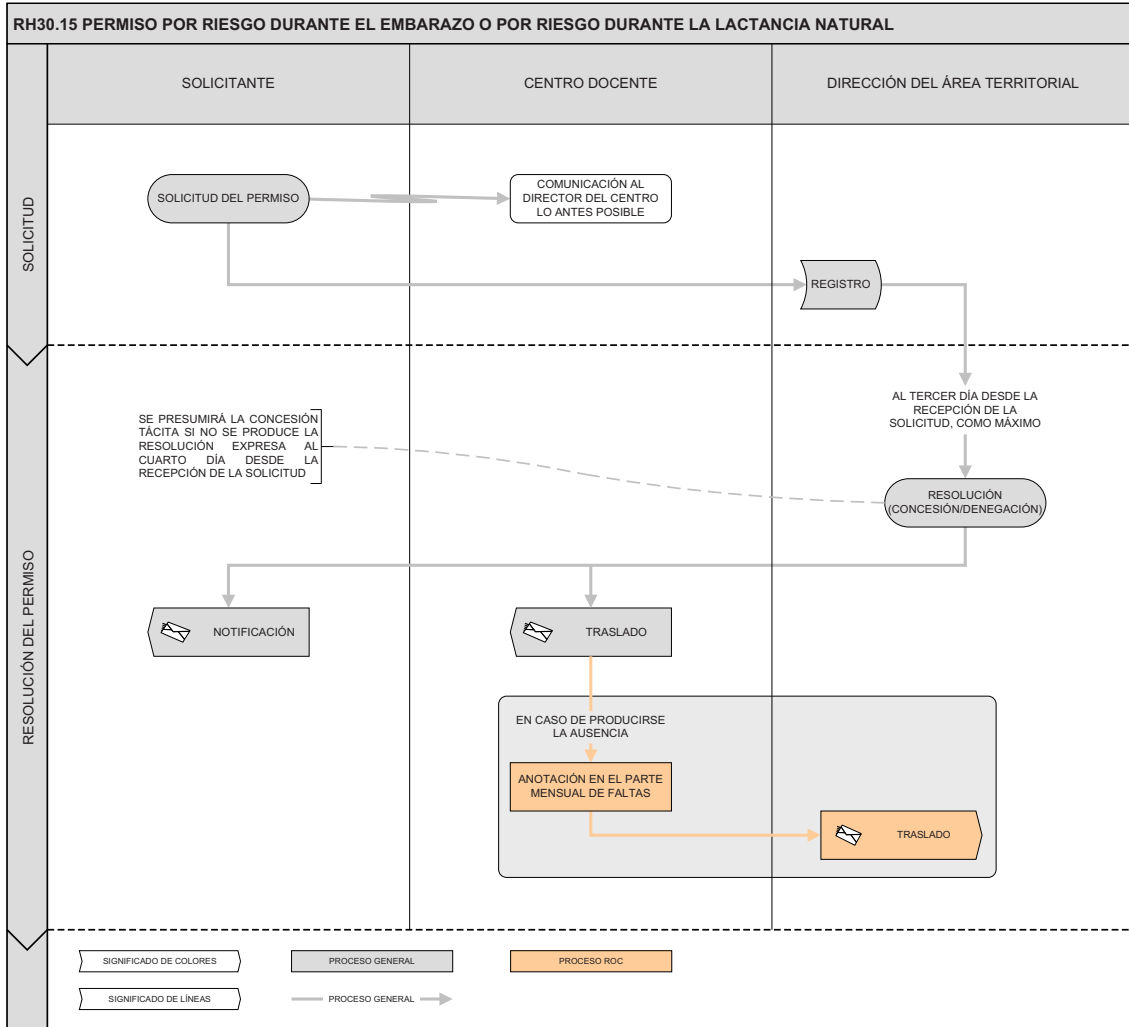 RH30.15 PERMISO POR RIESGO DURANTE EL EMBARAZO O POR RIESGO DURANTE LA LACTANCIA NATURAL
SOLICITANTE
CENTRO DOCENTE
DIRECCIÓN DEL ÁREA TERRITORIAL
SOLICITUD
SOLICITUD DEL PERMISO
COMUNICACIÓN AL
DIRECTOR DEL CENTRO
LO ANTES POSIBLE
REGISTRO
RESOLUCIÓN DEL PERMISO
AL TERCER DÍA DESDE LA
RECEPCIÓN DE LA
SOLICITUD, COMO MÁXIMO
SE PRESUMIRÁ LA CONCESIÓN
TÁCITA SI NO SE PRODUCE LA
RESOLUCIÓN EXPRESA AL
CUARTO DÍA DESDE LA
RECEPCIÓN DE LA SOLICITUD
RESOLUCIÓN
(CONCESIÓN/DENEGACIÓN)
NOTIFICACIÓN
TRASLADO
EN CASO DE PRODUCIRSE
LA AUSENCIA
ANOTACIÓN EN EL PARTE
MENSUAL DE FALTAS
TRASLADO
SIGNIFICADO DE COLORES
PROCESO GENERAL
PROCESO ROC
SIGNIFICADO DE LÍNEAS
PROCESO GENERAL